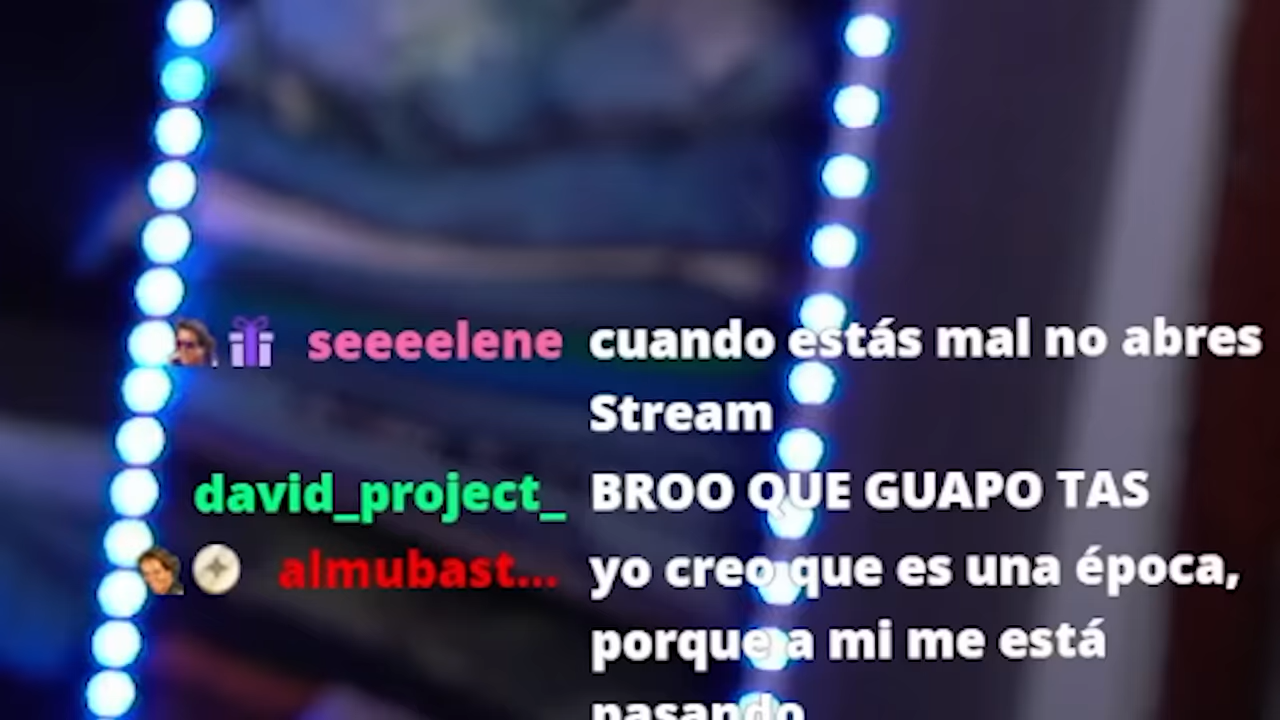 seeeelene cuando estás mal no abres
Stream
david_project_ BROO QUE GUAPO TAS
almubast... yo creo que es una época,
porque a mi me está
pasando